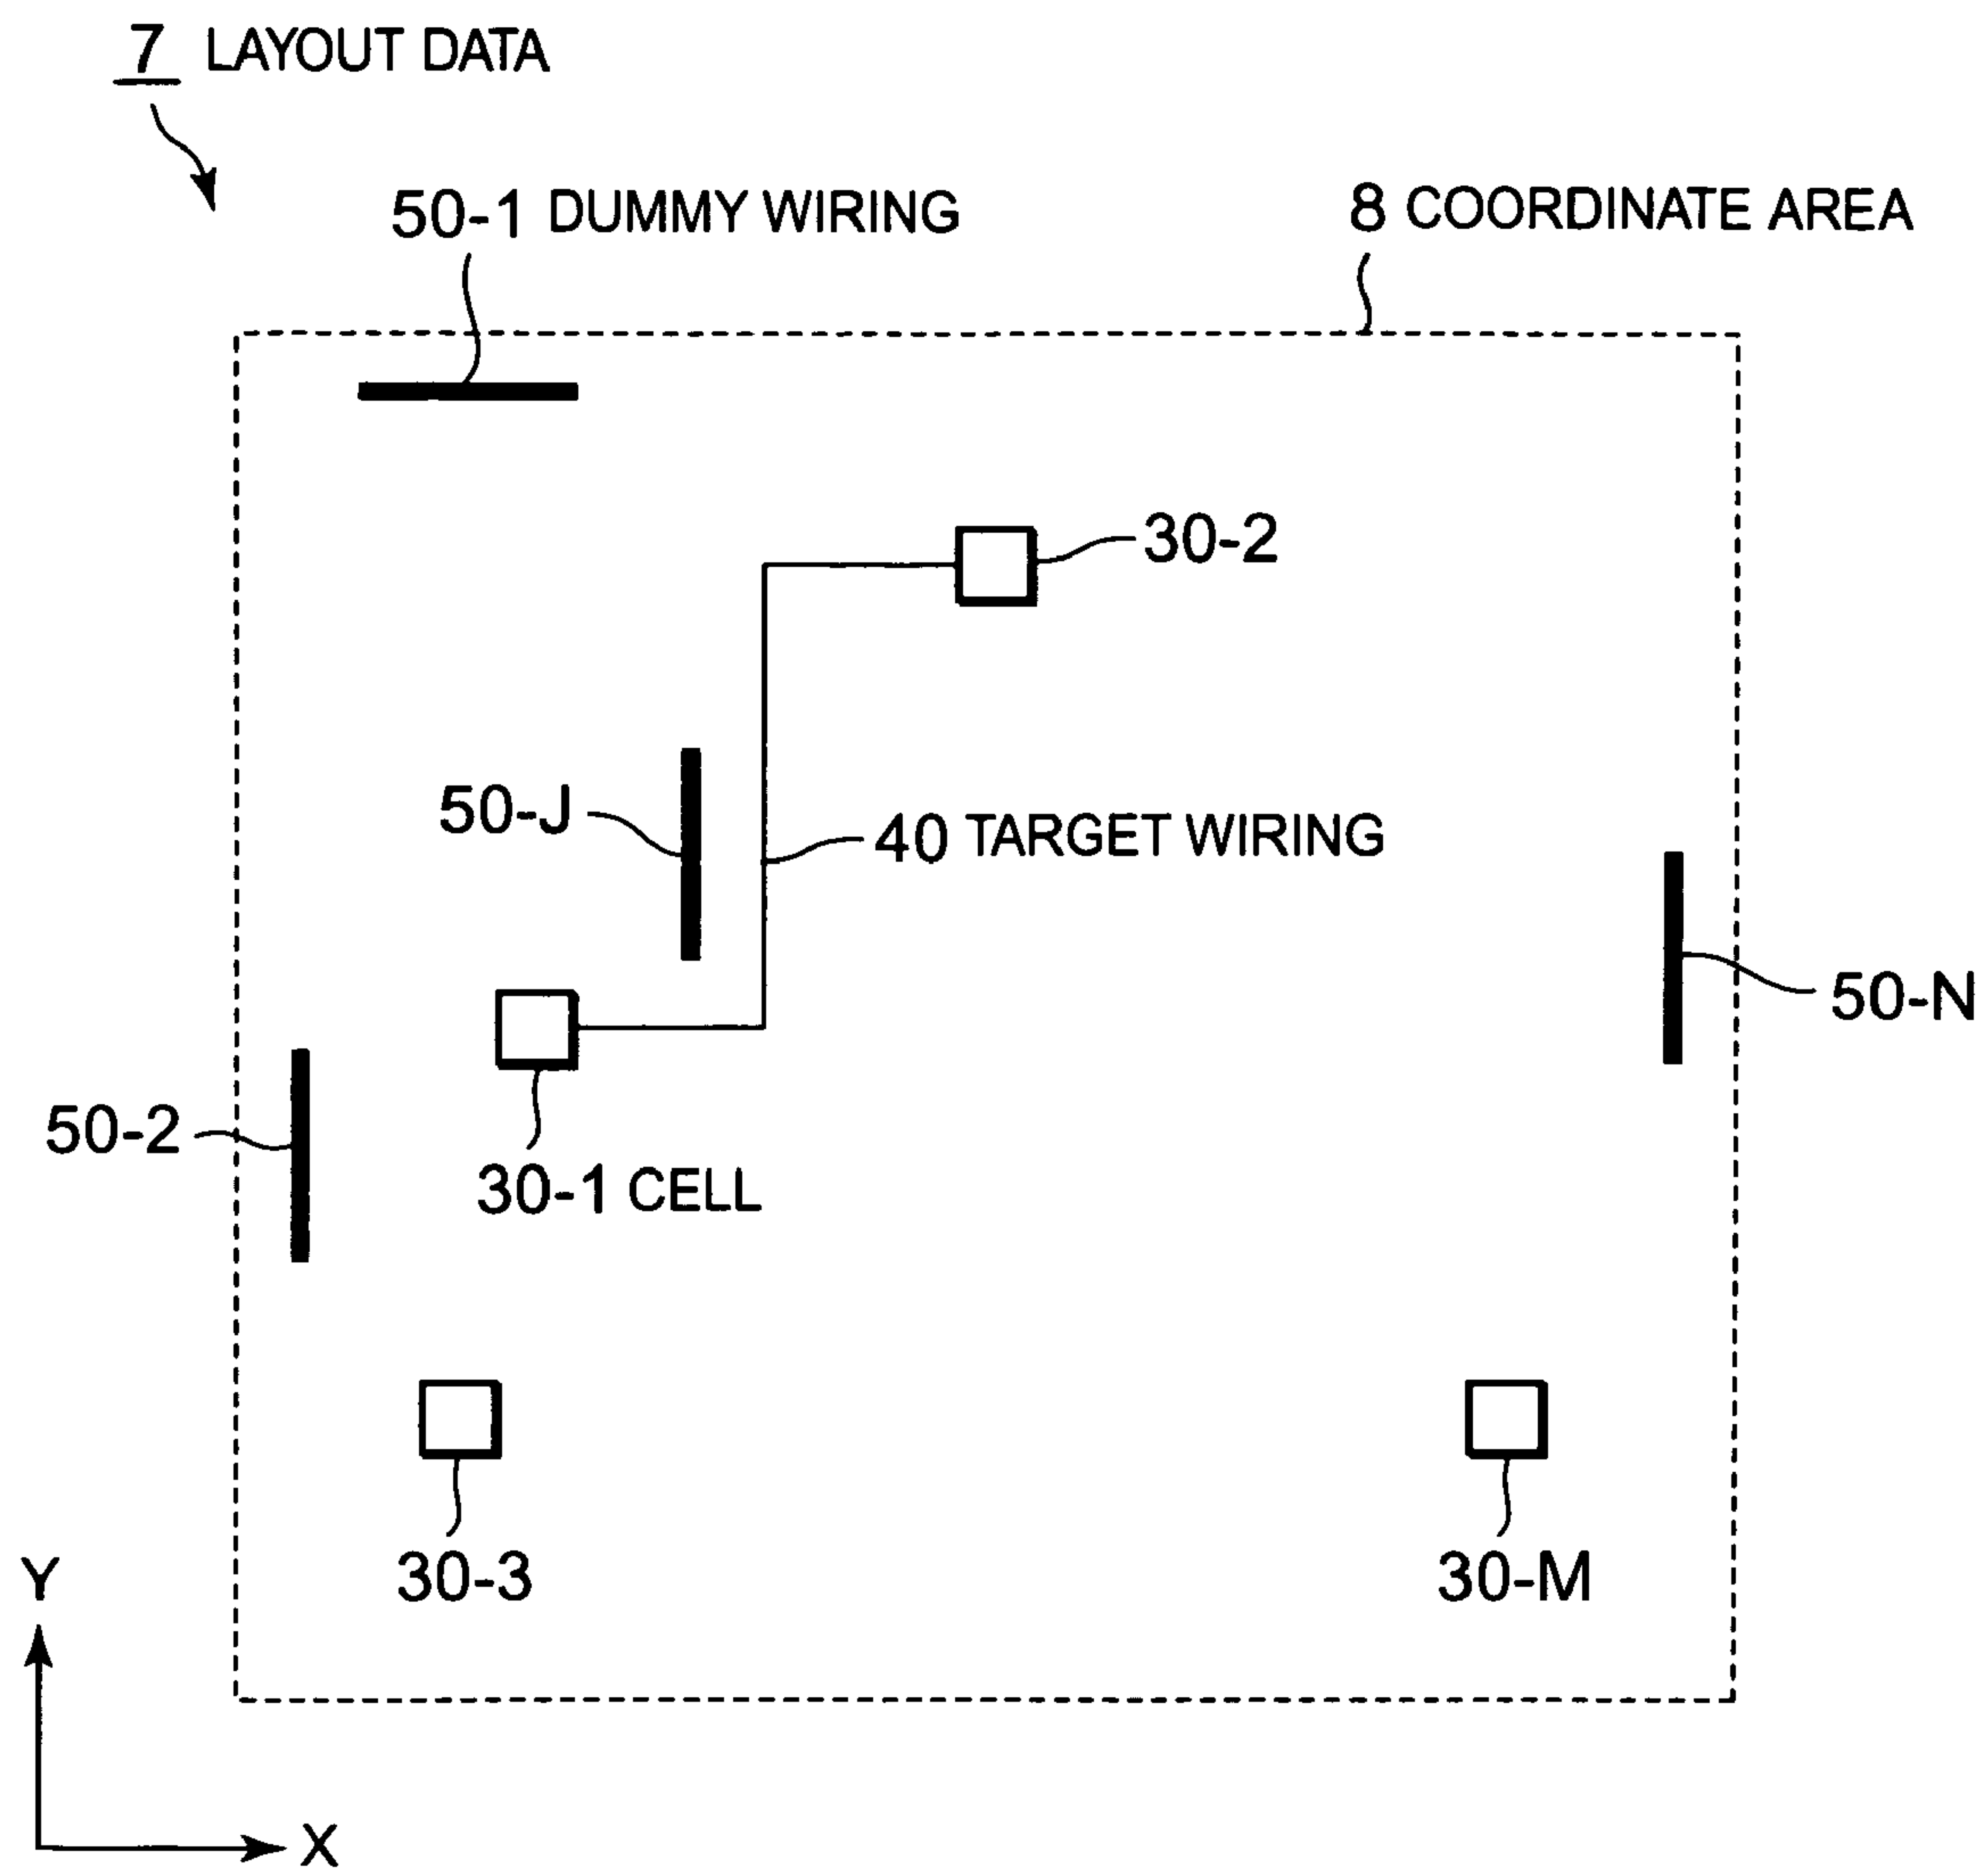 7 LAYOUT DATA
50-1 DUMMY WIRING
8 COORDINATE AREA
30-2
50-J
40 TARGET WIRING
50-N
50-2
30-1 CELL
30-3
30-M
Y
X